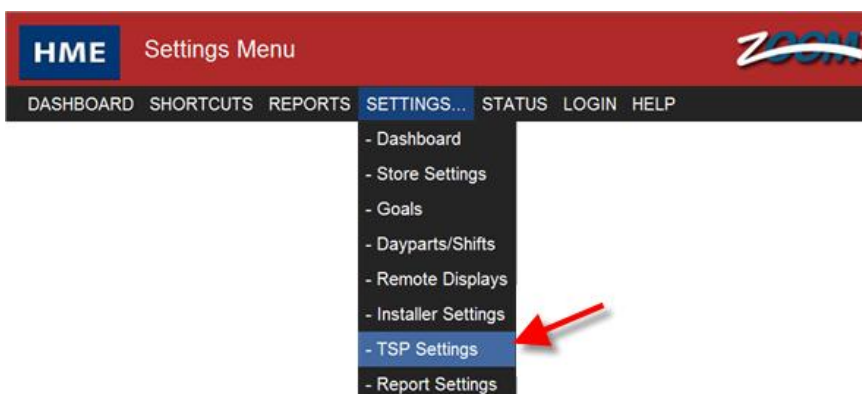 HME Settings Menu ZOOM
DASHBOARD SHORTCUTS REPORTS SETTINGS... STATUS LOGIN HELP
- Dashboard
- Store Settings
- Goals
- Dayparts/Shifts
- Remote Displays
- Installer Settings
- TSP Settings
- Report Settings